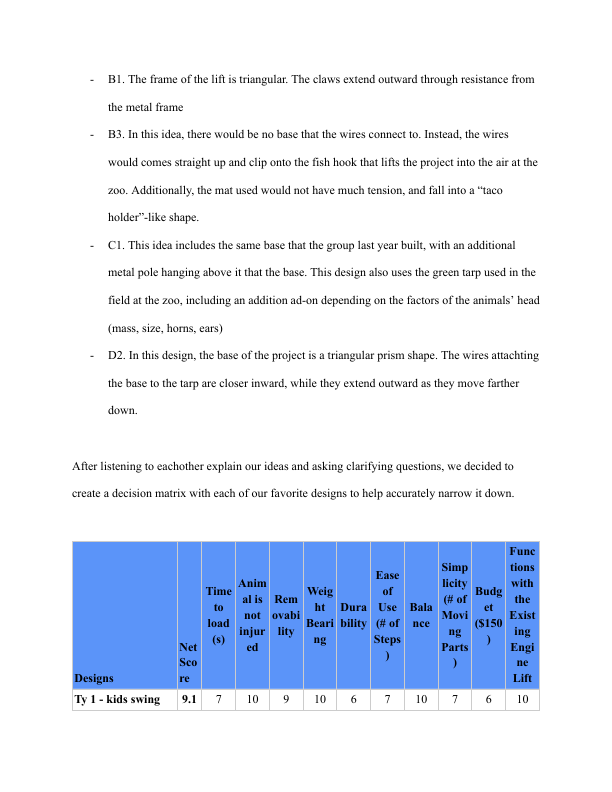 - B1. The frame of the lift is triangular. The claws extend outward through resistance from
the metal frame
- B3. In this idea, there would be no base that the wires connect to. Instead, the wires
would comes straight up and clip onto the fish hook that lifts the project into the air at the
zoo. Additionally, the mat used would not have much tension, and fall into a “taco
holder”-like shape.
- C1. This idea includes the same base that the group last year built, with an additional
metal pole hanging above it that the base. This design also uses the green tarp used in the
field at the zoo, including an addition ad-on depending on the factors of the animals’ head
(mass, size, horns, ears)
- D2. In this design, the base of the project is a triangular prism shape. The wires attachting
the base to the tarp are closer inward, while they extend outward as they move farther
down.
After listening to eachother explain our ideas and asking clarifying questions, we decided to
create a decision matrix with each of our favorite designs to help accurately narrow it down.
Designs
Net
Sco
re
Time
to
load
(s)
Anim
al is
not
injur
ed
Rem
ovabi
lity
Weig
ht
Beari
ng
Dura
bility
Ease
of
Use
(# of
Steps
)
Bala
nce
Simp
licity
(# of
Movi
ng
Parts
)
Budg
et
($150
)
Func
tions
with
the
Exist
ing
Engi
ne
Lift
Ty 1 - kids swing 9.1 7 10 9 10 6 7 10 7 6 10